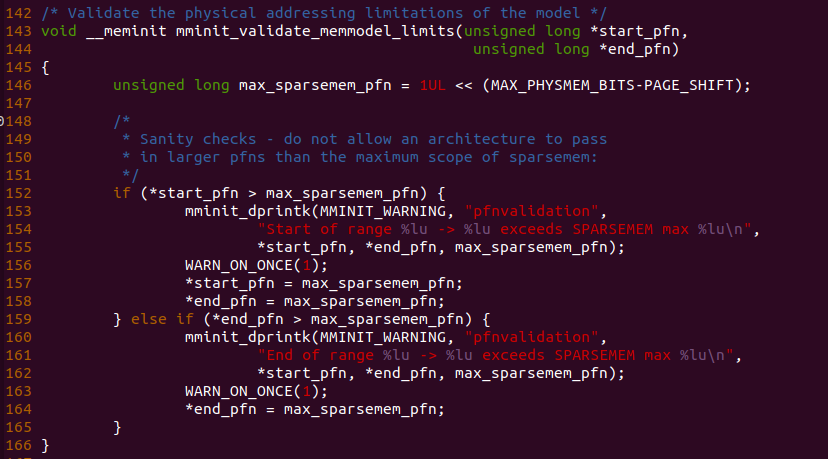 142 /* Validate the physical addressing limitations of the model */
143 void __meminit mminit_validate_memmodel_limits(unsigned long *start_pfn,
144                                                 unsigned long *end_pfn)
145 {
146         unsigned long max_sparsemem_pfn = 1UL << (MAX_PHYSMEM_BITS-PAGE_SHIFT);
147
148         /*
149          * Sanity checks - do not allow an architecture to pass
150          * in larger pfns than the maximum scope of sparsemem:
151          */
152         if (*start_pfn > max_sparsemem_pfn) {
153                 mminit_dprintk(MMINIT_WARNING, "pfnvalidation",
154                         "Start of range %lu -> %lu exceeds SPARSEMEM max %lu\n",
155                         *start_pfn, *end_pfn, max_sparsemem_pfn);
156                 WARN_ON_ONCE(1);
157                 *start_pfn = max_sparsemem_pfn;
158                 *end_pfn = max_sparsemem_pfn;
159         } else if (*end_pfn > max_sparsemem_pfn) {
160                 mminit_dprintk(MMINIT_WARNING, "pfnvalidation",
161                         "End of range %lu -> %lu exceeds SPARSEMEM max %lu\n",
162                         *start_pfn, *end_pfn, max_sparsemem_pfn);
163                 WARN_ON_ONCE(1);
164                 *end_pfn = max_sparsemem_pfn;
165         }
166 }